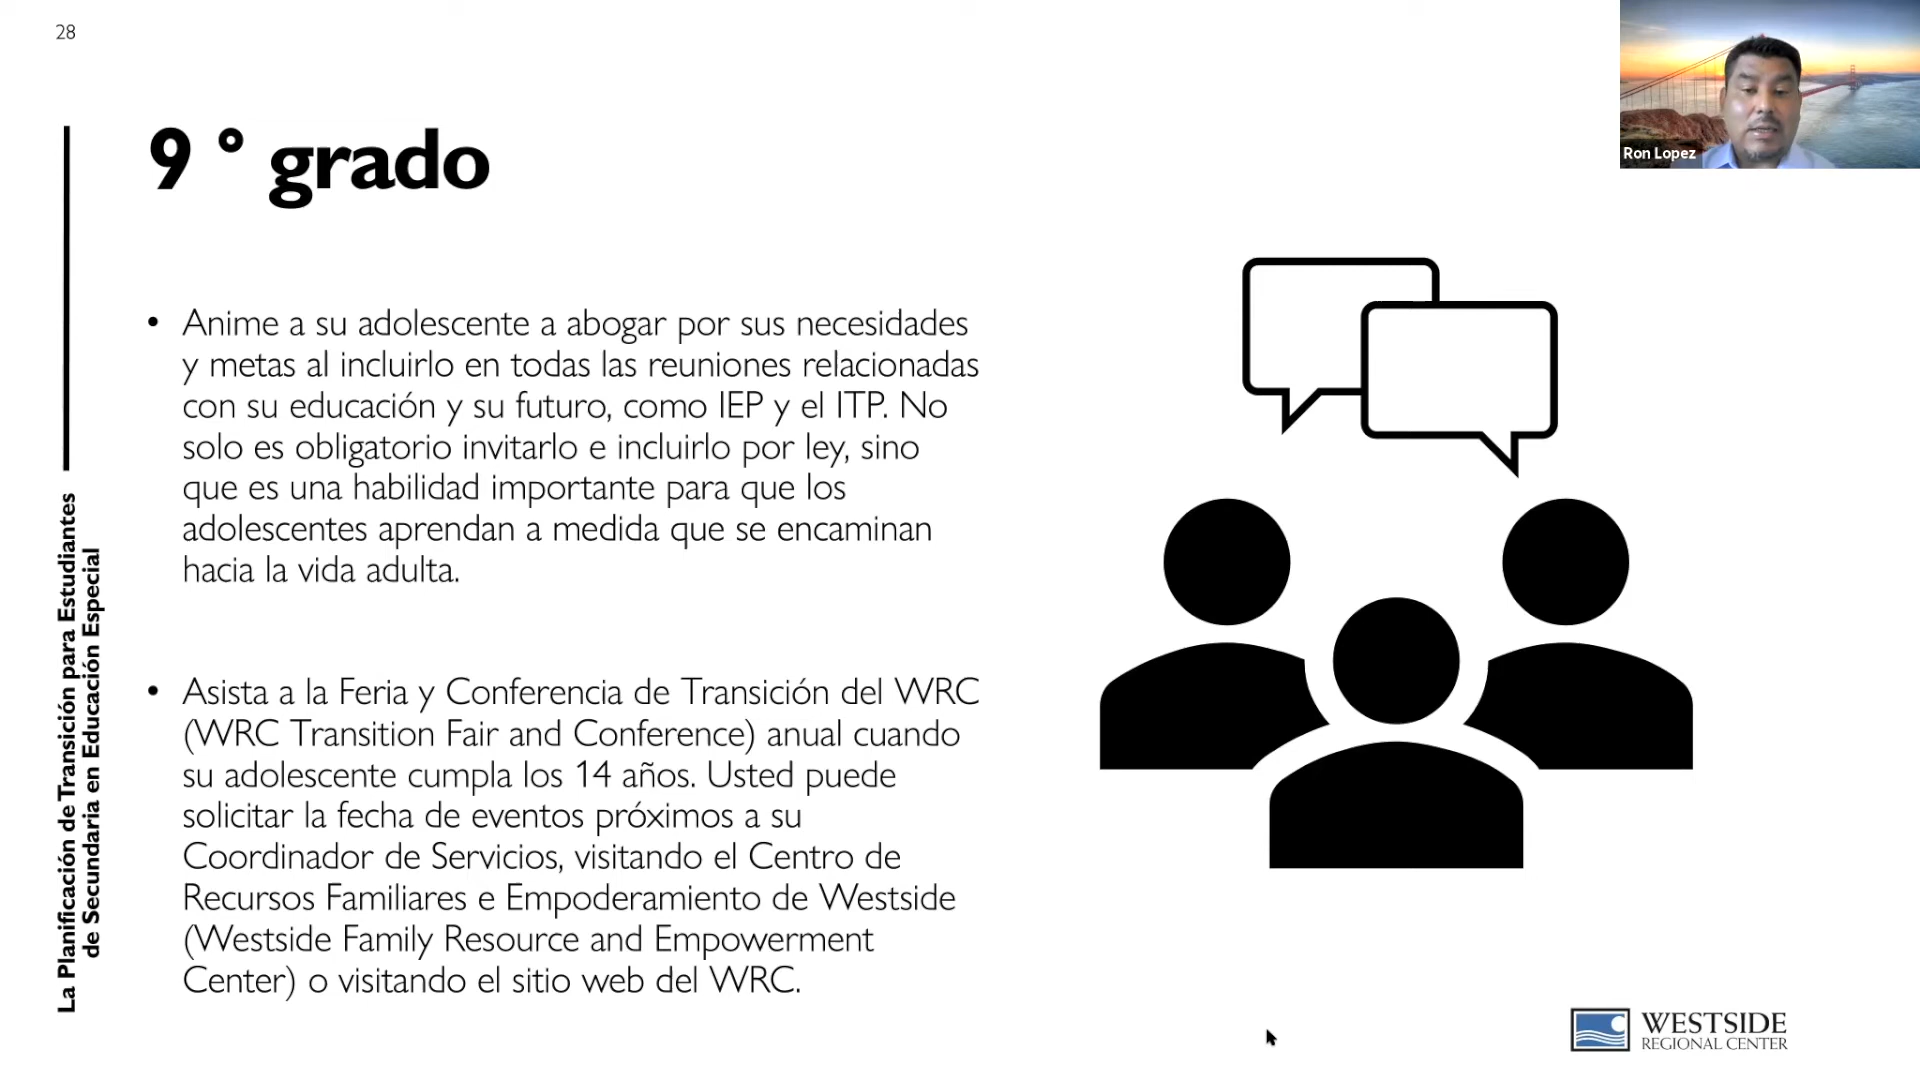 28
Ron Lopez
9 ° grado
• Anime a su adolescente a abogar por sus necesidades
y metas al incluirlo en todas las reuniones relacionadas
con su educación y su futuro, como IEP y el ITP. No
solo es obligatorio invitarlo e incluirlo por ley, sino
que es una habilidad importante para que los
adolescentes aprendan a medida que se encaminan
hacia la vida adulta.
• Asista a la Feria y Conferencia de Transición del WRC
(WRC Transition Fair and Conference) anual cuando
su adolescente cumpla los 14 años. Usted puede
solicitar la fecha de eventos próximos a su
Coordinador de Servicios, visitando el Centro de
Recursos Familiares e Empoderamiento de Westside
(Westside Family Resource and Empowerment
Center) o visitando el sitio web del WRC.
La Planificación de Transición para Estudiantes
de Secundaria en Educación Especial
WESTSIDE
REGIONAL CENTER